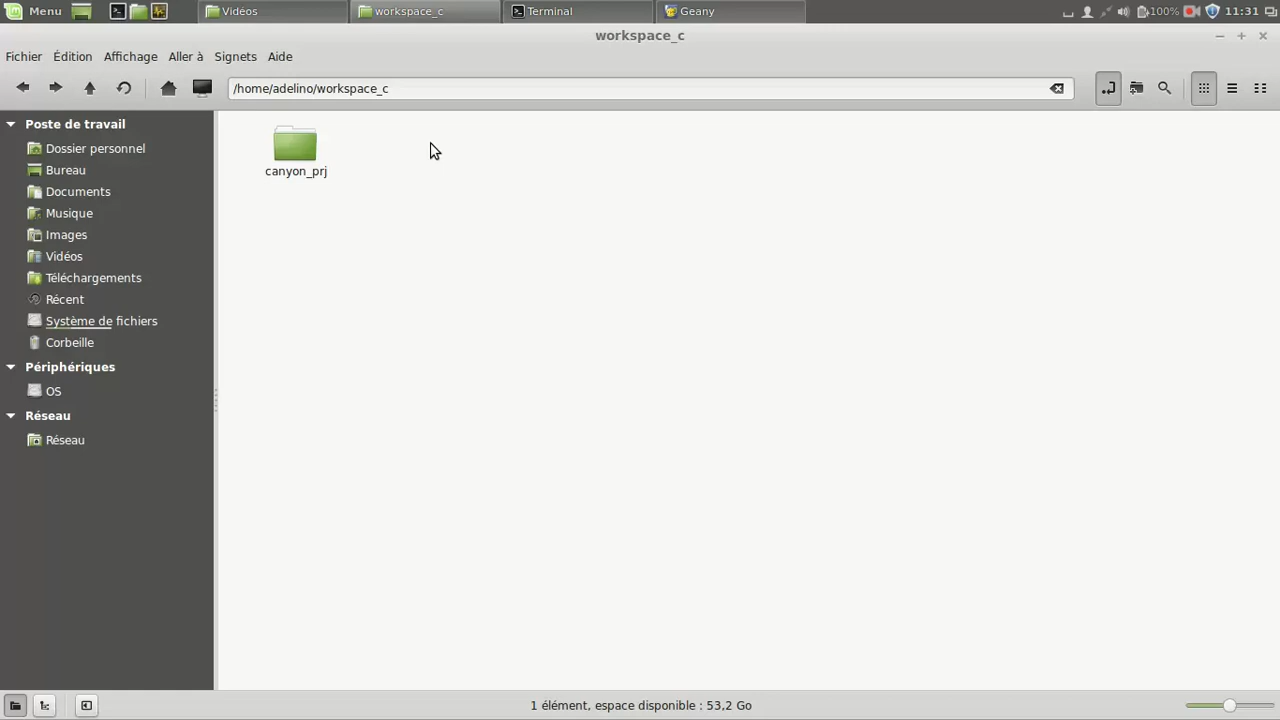 Menu
Vidéos
workspace_c
Terminal
Geany
100%
11:31
workspace_c
Fichier
Édition
Affichage
Aller à
Signets
Aide
/home/adelino/workspace_c
Poste de travail
Dossier personnel
Bureau
Documents
Musique
Images
Vidéos
Téléchargements
Récent
Système de fichiers
Corbeille
Périphériques
OS
Réseau
Réseau
canyon_prj
1 élément, espace disponible : 53,2 Go